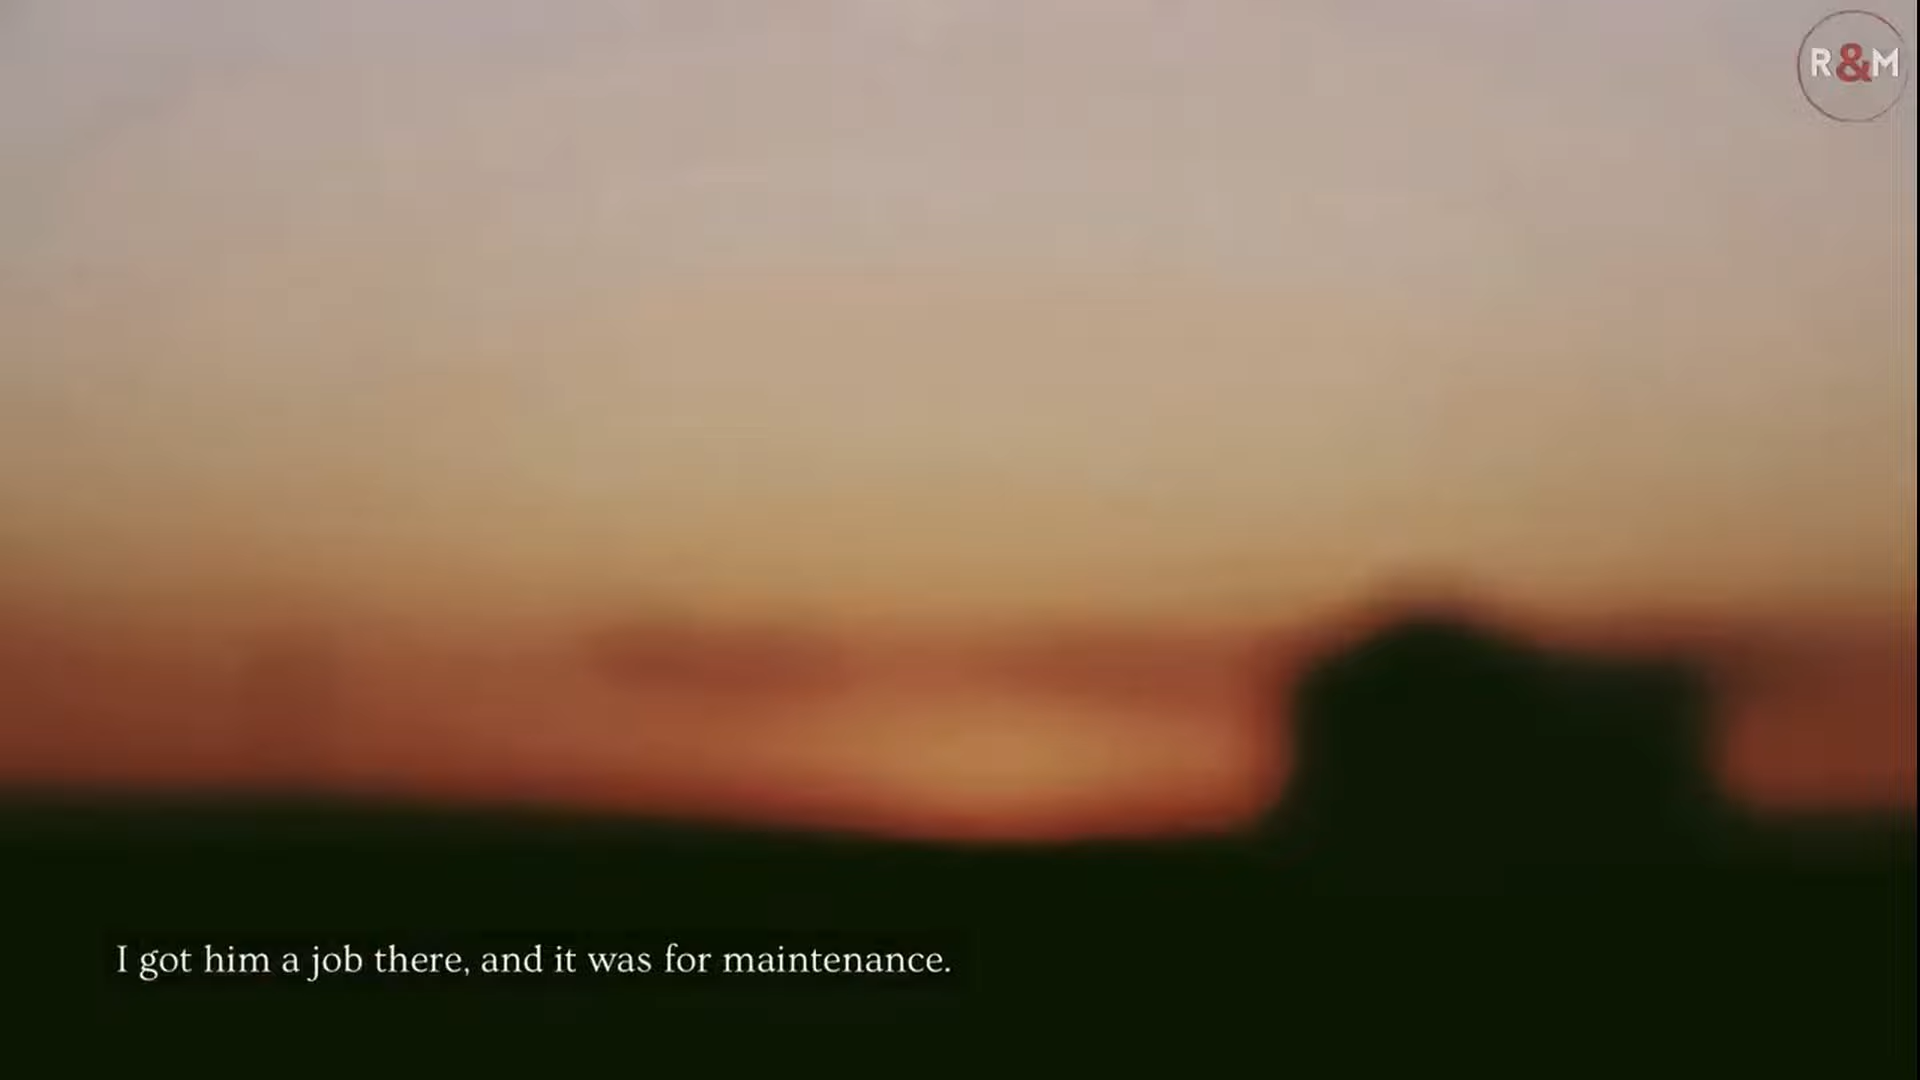 R&M
I got him a job there, and it was for maintenance.